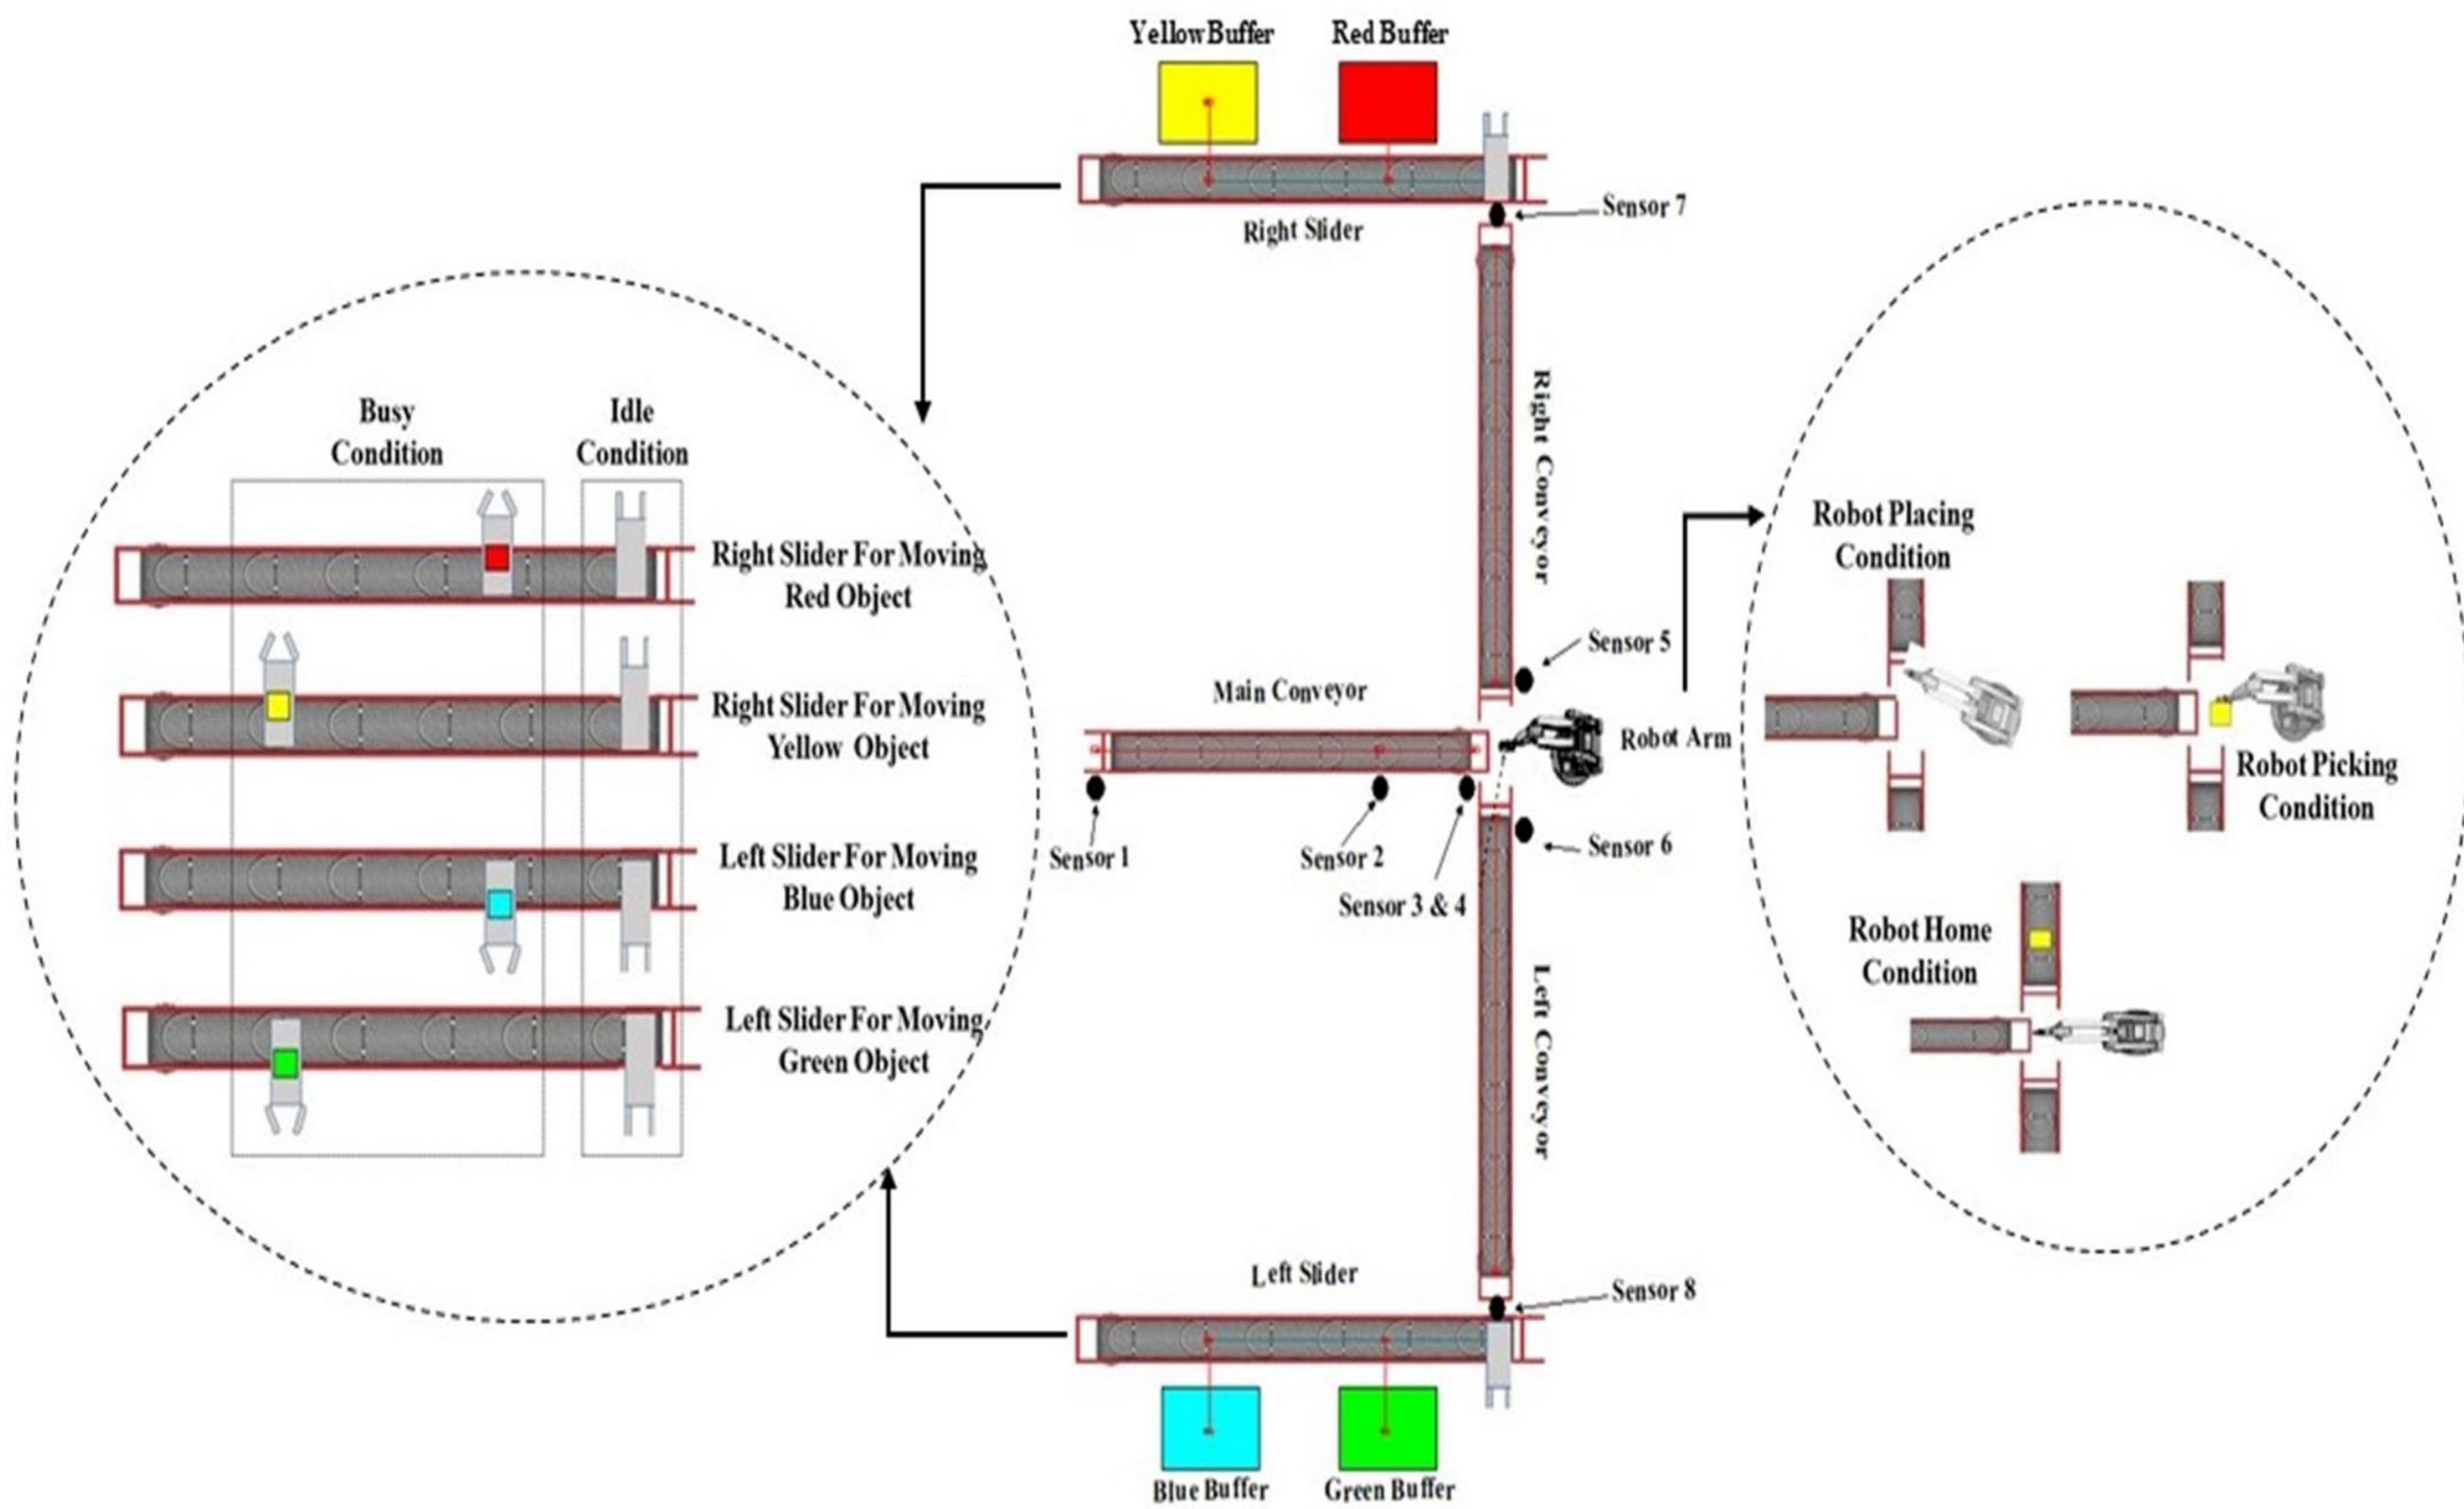 Yellow Buffer
Red Buffer
Sensor 7
Right Slider
Right Conveyor
Busy
Condition
Idle
Condition
Right Slider For Moving
Red Object
Right Slider For Moving
Yellow Object
Left Slider For Moving
Blue Object
Left Slider For Moving
Green Object
Sensor 5
Main Conveyor
Robot Arm
Sensor 1
Sensor 2
Sensor 3 & 4
Sensor 6
Left Conveyor
Robot Placing
Condition
Robot Picking
Condition
Robot Home
Condition
Left Slider
Sensor 8
Blue Buffer
Green Buffer